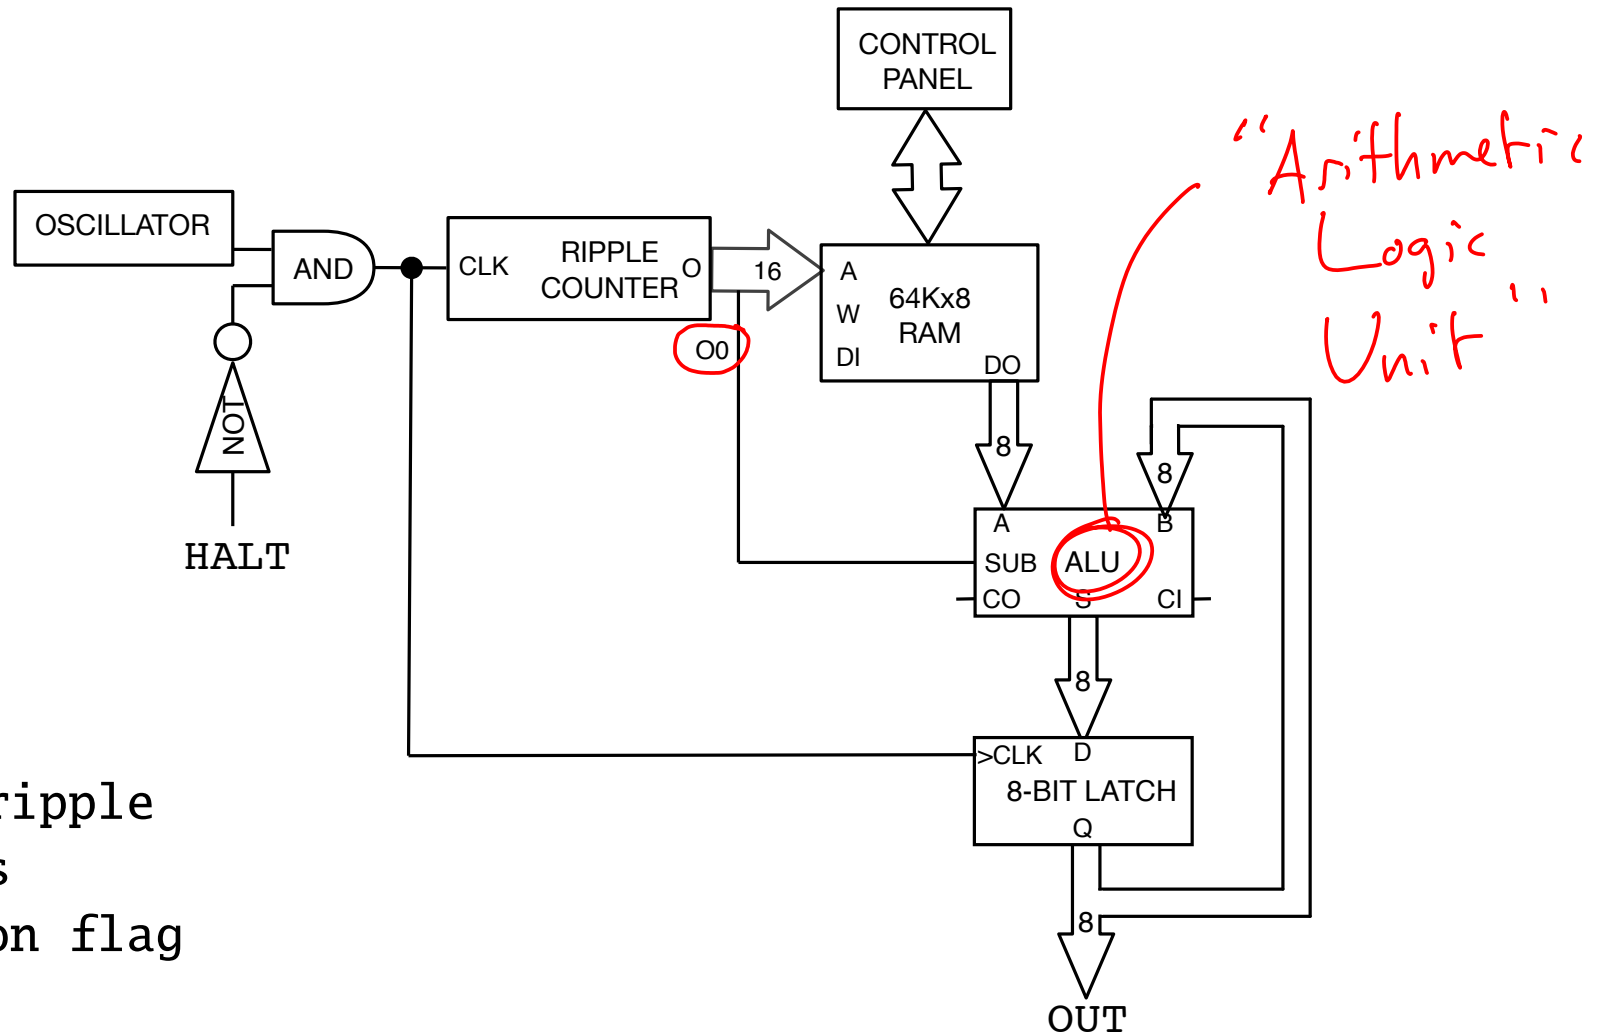 CONTROL
PANEL
"Arithmetic
Logic
Unit"
OSCILLATOR
AND
CLK
RIPPLE
COUNTER
O
16
A
W
DI
64Kx8
RAM
DO
O0
NOT
HALT
8
8
A
B
SUB
ALU
CO
S
CI
8
>CLK
D
8-BIT LATCH
Q
ripple
s
on flag
8
OUT